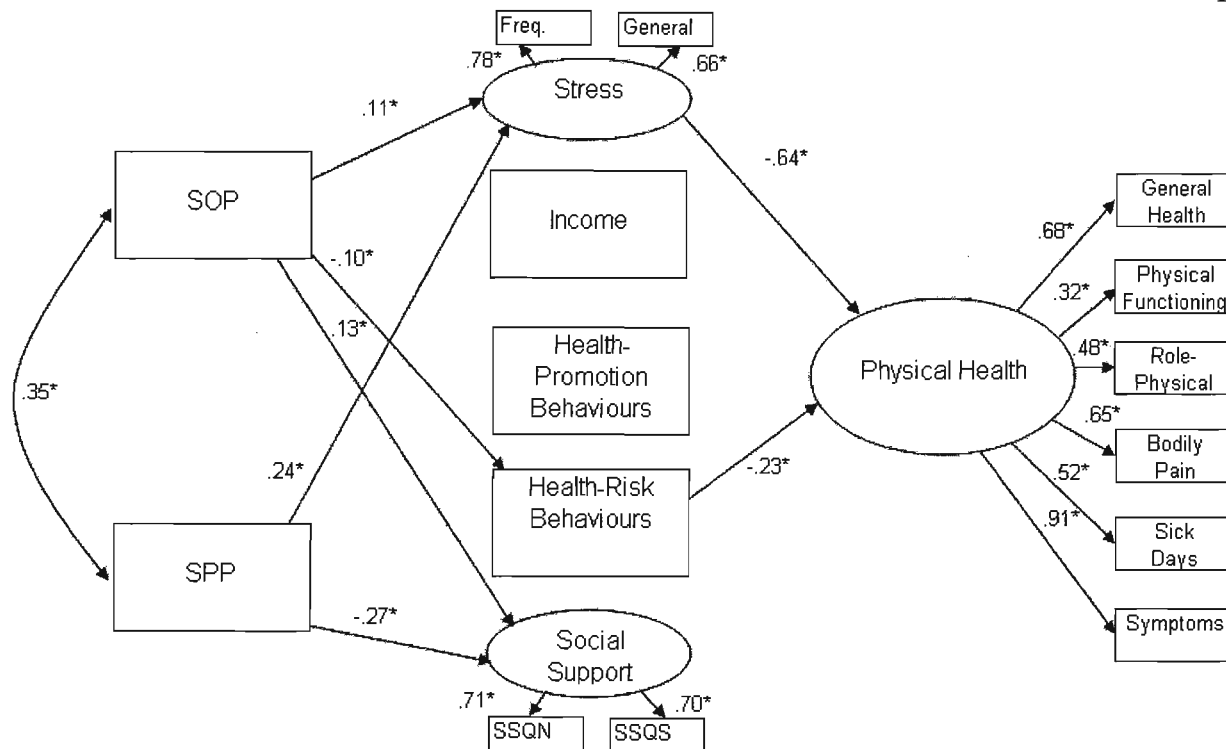 Freq.
General
.78*
.66*
Stress
.11*
SOP
-.64*
Income
General
Health
.68*
-.10*
Physical
Functioning
.32*
.13*
Health-
Promotion
Behaviours
Physical Health
.48*
Role-
Physical
.35*
.65*
Bodily
Pain
.24*
Health-Risk
Behaviours
-.23*
.52*
.91*
Sick
Days
SPP
-.27*
Social
Support
Symptoms
.71*
.70*
SSQN
SSQS